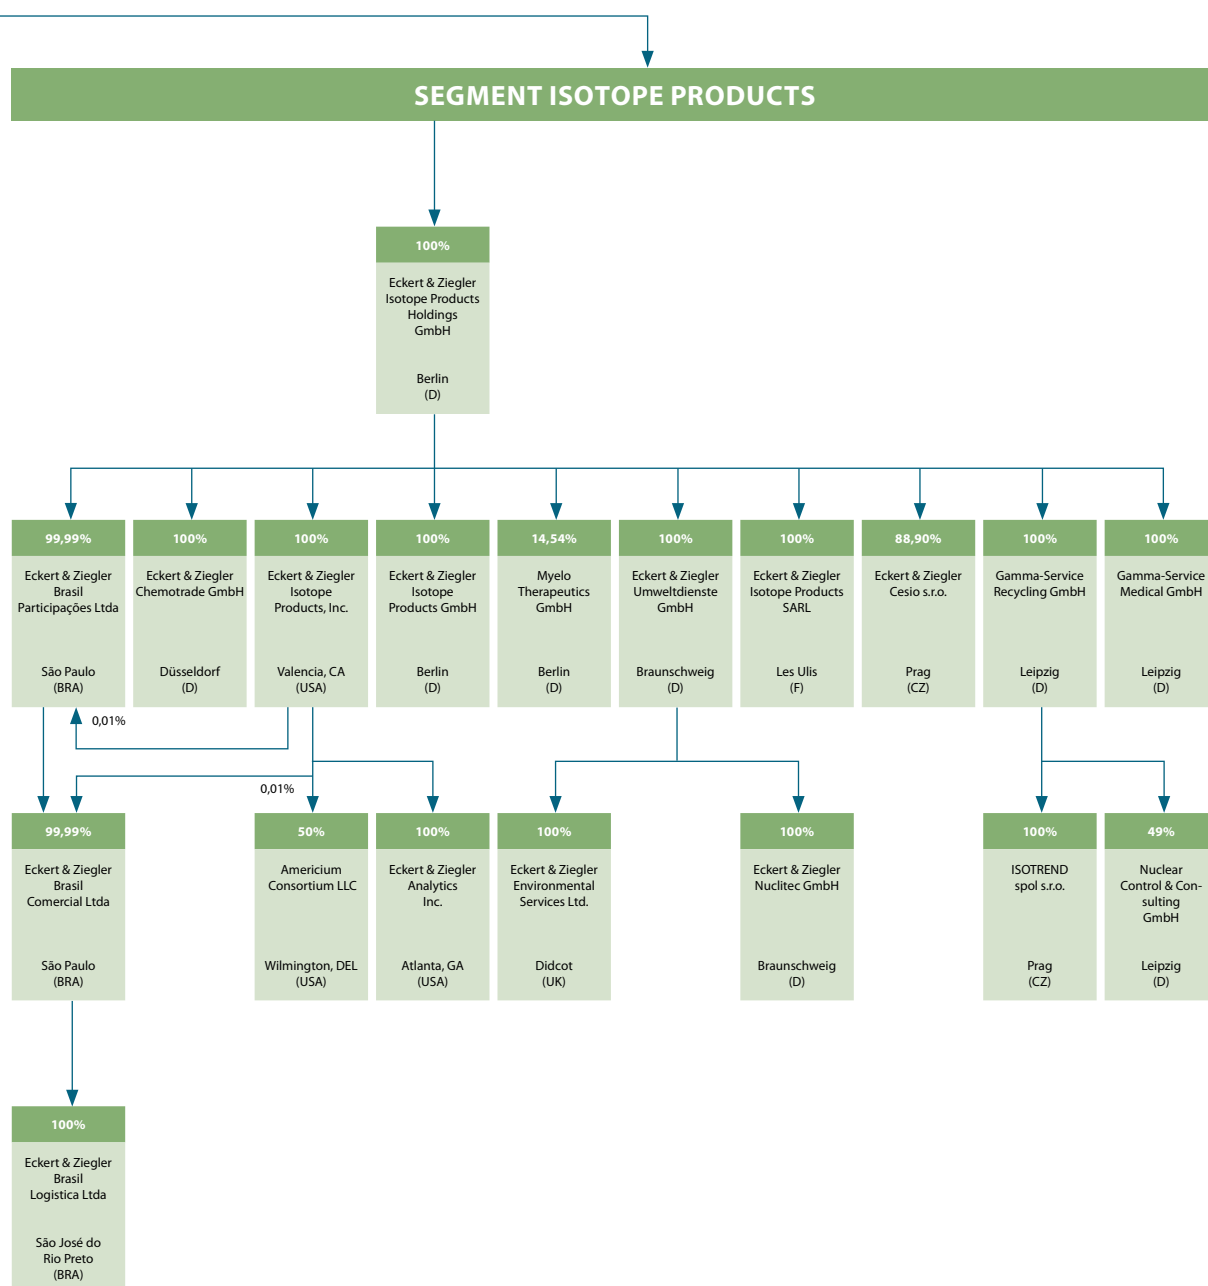 SEGMENT ISOTOPE PRODUCTS
100%
Eckert & Ziegler
Isotope Products
Holdings
GmbH
Berlin
(D)
99,99%
Eckert & Ziegler
Brasil
Participações Ltda
São Paulo
(BRA)
100%
Eckert & Ziegler
Chemotrade GmbH
Düsseldorf
(D)
100%
Eckert & Ziegler
Isotope
Products, Inc.
Valencia, CA
(USA)
100%
Eckert & Ziegler
Isotope
Products GmbH
Berlin
(D)
14,54%
Myelo
Therapeutics
GmbH
Berlin
(D)
100%
Eckert & Ziegler
Umweltdienste
GmbH
Braunschweig
(D)
100%
Eckert & Ziegler
Isotope Products
SARL
Les Ulis
(F)
88,90%
Eckert & Ziegler
Cesio s.r.o.
Prag
(CZ)
100%
Gamma-Service
Recycling GmbH
Leipzig
(D)
100%
Gamma-Service
Medical GmbH
Leipzig
(D)
0,01%
0,01%
99,99%
Eckert & Ziegler
Brasil
Comercial Ltda
São Paulo
(BRA)
50%
Americium
Consortium LLC
Wilmington, DEL
(USA)
100%
Eckert & Ziegler
Analytics
Inc.
Atlanta, GA
(USA)
100%
Eckert & Ziegler
Environmental
Services Ltd.
Didcot
(UK)
100%
Eckert & Ziegler
Nuclitec GmbH
Braunschweig
(D)
100%
ISOTREND
spol s.r.o.
Prag
(CZ)
49%
Nuclear
Control & Con-
sulting
GmbH
Leipzig
(D)
100%
Eckert & Ziegler
Brasil
Logistica Ltda
São José do
Rio Preto
(BRA)